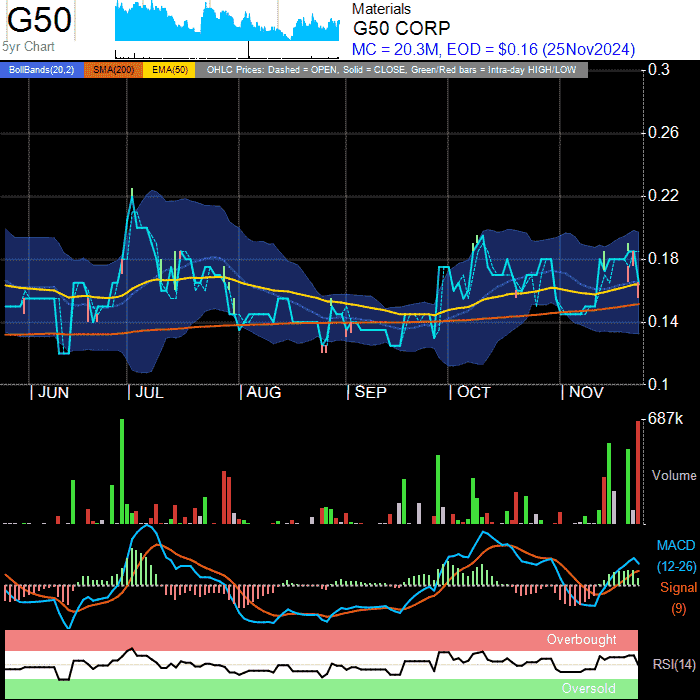 G50
5yr Chart
Materials
G50 CORP
MC = 20.3M, EOD = $0.16 (25Nov2024)
BollBands(20,2) SMA(200) EMA(50) OHLC Prices: Dashed = OPEN, Solid = CLOSE, Green/Red bars = Intra-day HIGH/LOW
0.3
0.26
0.22
0.18
0.14
0.1
JUN JUL AUG SEP OCT NOV
687k
Volume
MACD
(12-26)
Signal
(9)
Overbought
RSI(14)
Oversold